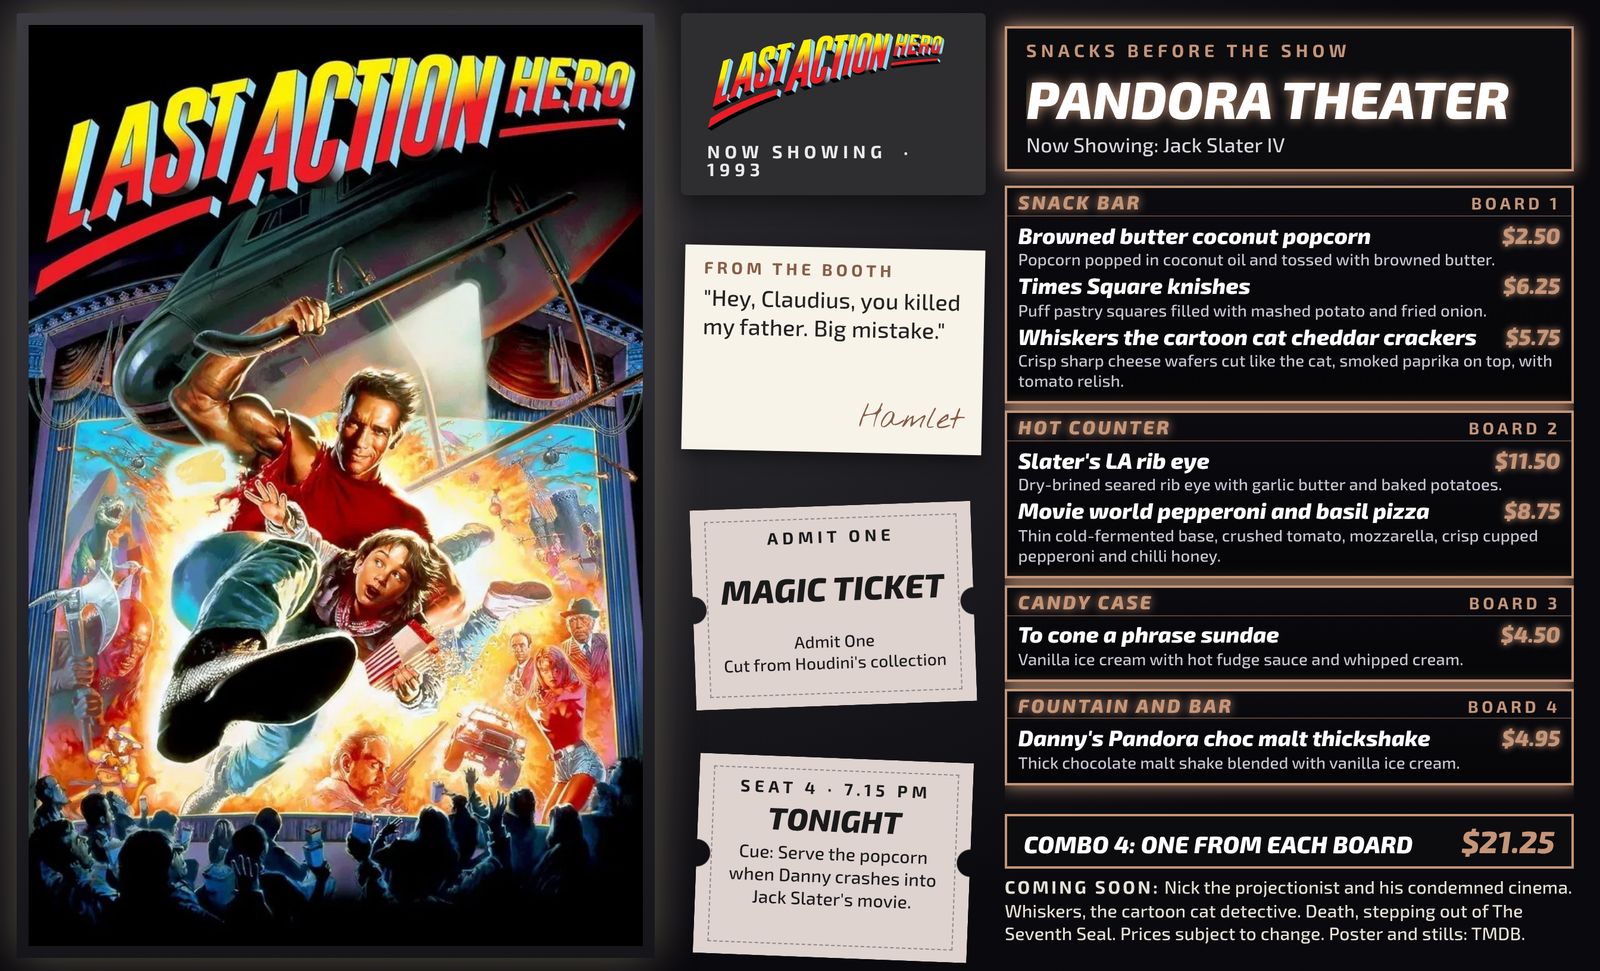 LAST ACTION HERO
LAST ACTION HERO
NOW SHOWING ·
1993
FROM THE BOOTH
"Hey, Claudius, you killed
my father. Big mistake."
Hamlet
ADMIT ONE
MAGIC TICKET
Admit One
Cut from Houdini's collection
SEAT 4 · 7.15 PM
TONIGHT
Cue: Serve the popcorn
when Danny crashes into
Jack Slater's movie.
SNACKS BEFORE THE SHOW
PANDORA THEATER
Now Showing: Jack Slater IV
SNACK BAR BOARD 1
Browned butter coconut popcorn $2.50
Popcorn popped in coconut oil and tossed with browned butter.
Times Square knishes $6.25
Puff pastry squares filled with mashed potato and fried onion.
Whiskers the cartoon cat cheddar crackers $5.75
Crisp sharp cheese wafers cut like the cat, smoked paprika on top, with
tomato relish.
HOT COUNTER BOARD 2
Slater's LA rib eye $11.50
Dry-brined seared rib eye with garlic butter and baked potatoes.
Movie world pepperoni and basil pizza $8.75
Thin cold-fermented base, crushed tomato, mozzarella, crisp cupped
pepperoni and chilli honey.
CANDY CASE BOARD 3
To cone a phrase sundae $4.50
Vanilla ice cream with hot fudge sauce and whipped cream.
FOUNTAIN AND BAR BOARD 4
Danny's Pandora choc malt thickshake $4.95
Thick chocolate malt shake blended with vanilla ice cream.
COMBO 4: ONE FROM EACH BOARD $21.25
COMING SOON: Nick the projectionist and his condemned cinema.
Whiskers, the cartoon cat detective. Death, stepping out of The
Seventh Seal. Prices subject to change. Poster and stills: TMDB.